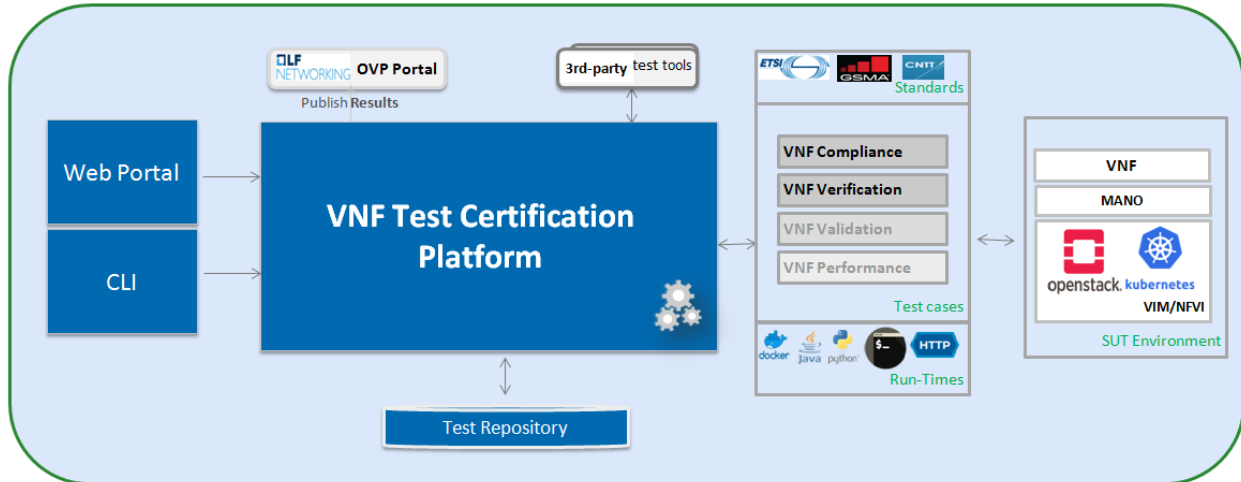 LF
NETWORKING OVP Portal
Publish Results
3rd-party test tools
Web Portal
CLI
VNF Test Certification
Platform
Test Repository
ETSI
GSMA
CNTT
Standards
VNF Compliance
VNF Verification
VNF Validation
VNF Performance
Test cases
docker
Java
python
$_
HTTP
Run-Times
VNF
MANO
openstack. kubernetes
VIM/NFVI
SUT Environment